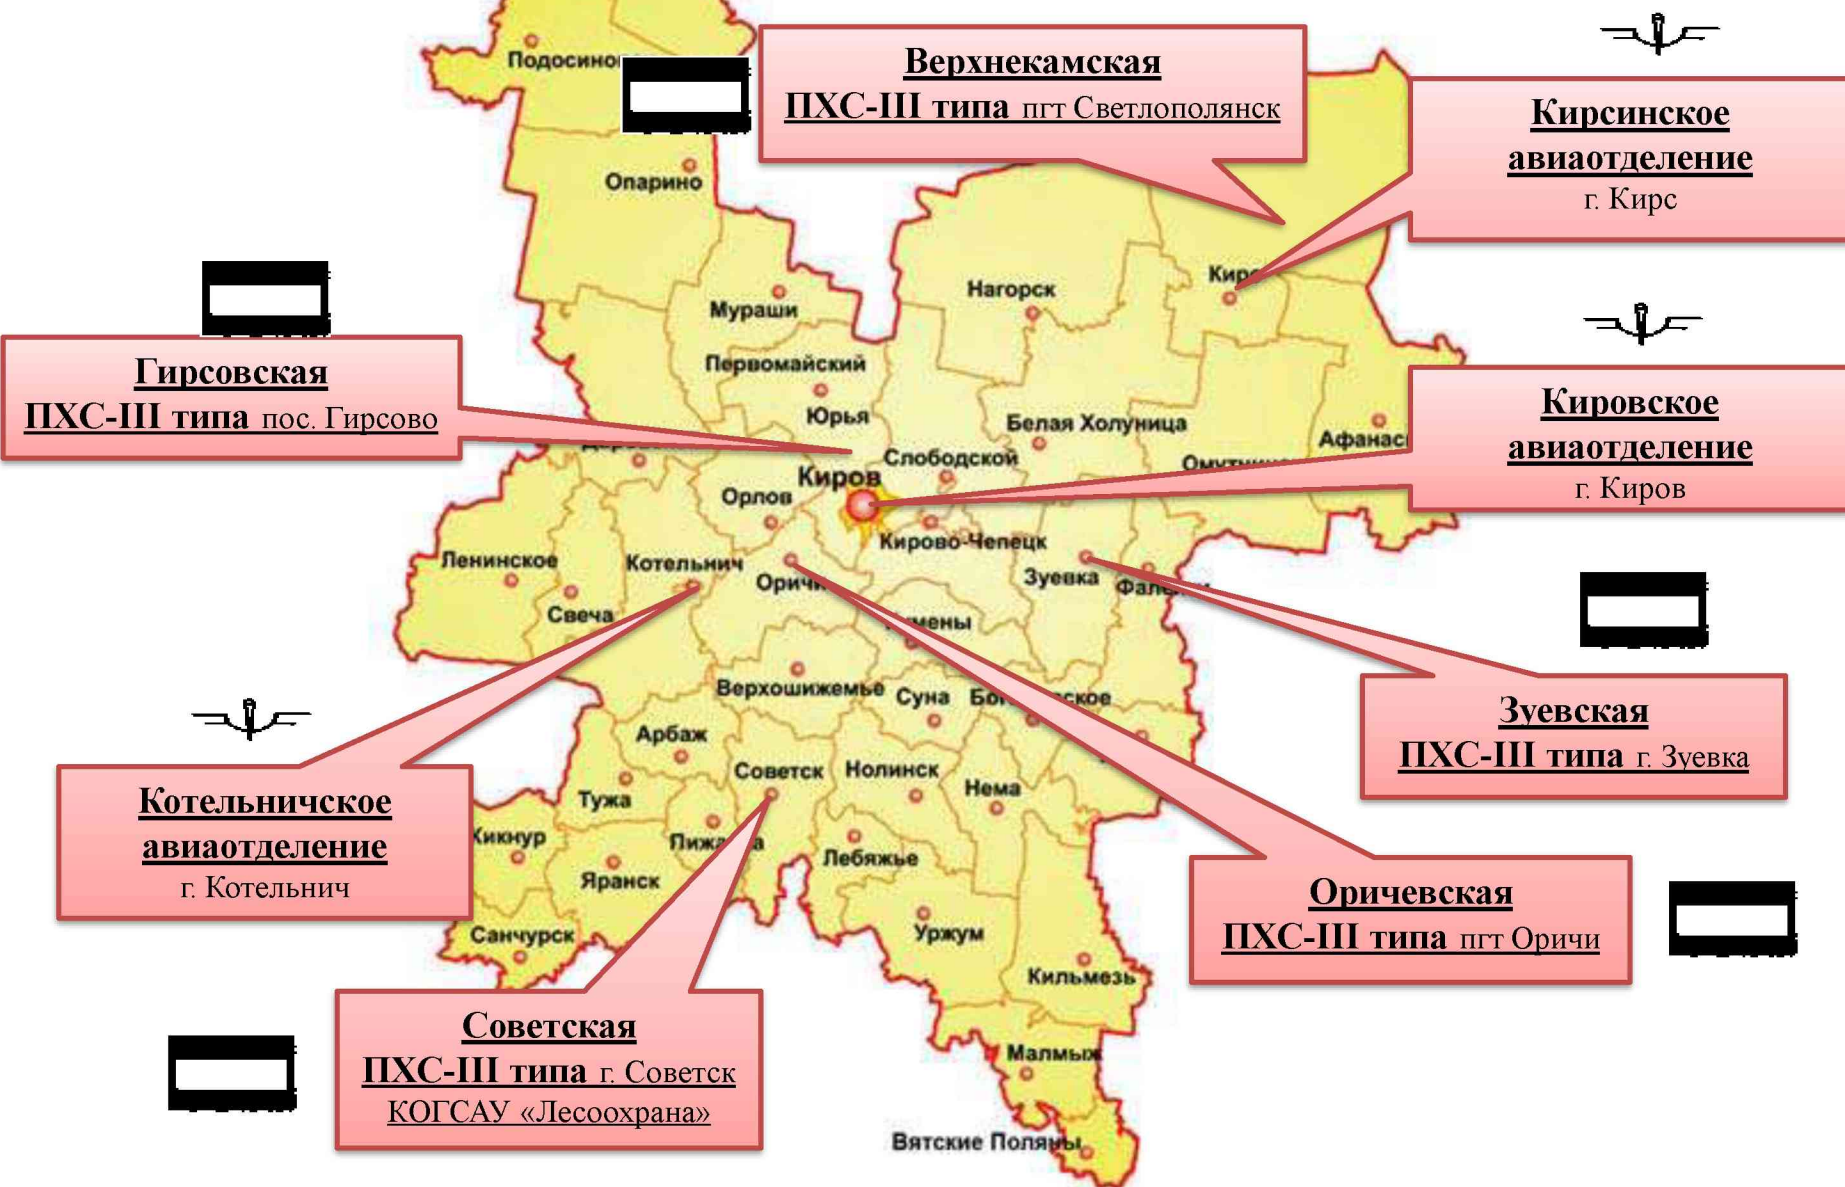 Верхнекамская
ПХС-III типа пгт Светлополянск
Кирсинское
авиаотделение
г. Кирс
Опарино
Нагорск
Мураши
Первомайский
Юрья
Гирсовская
ПХС-III типа пос. Гирсово
Кировское
авиаотделение
г. Киров
Белая Холуница
Слободской
Киров
Орлов
Кирово-Чепецк
Ленинское
Котельнич
Зуевка
Свеча
Верхошижемье
Суна
Арбаж
Советск
Нолинск
Нема
Тужа
Зуевская
ПХС-III типа г. Зуевка
Котельничское
авиаотделение
г. Котельнич
Лебяжье
Яранск
Оричевская
ПХС-III типа пгт Оричи
Санчурск
Уржум
Кильмезь
Советская
ПХС-III типа г. Советск
КОГСАУ «Лесоохрана»
Малмыж
Вятские Поляны